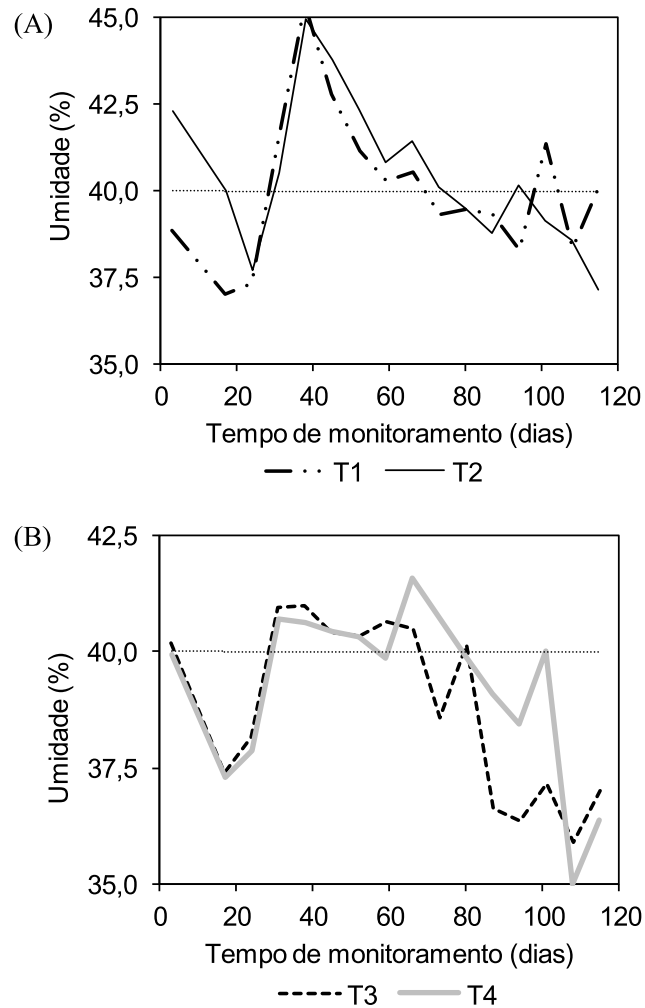 (A)
45,0
42,5
40,0
37,5
35,0
Umidade (%)
0 20 40 60 80 100 120
Tempo de monitoramento (dias)
T1 T2
(B)
42,5
40,0
37,5
35,0
Umidade (%)
0 20 40 60 80 100 120
Tempo de monitoramento (dias)
T3 T4